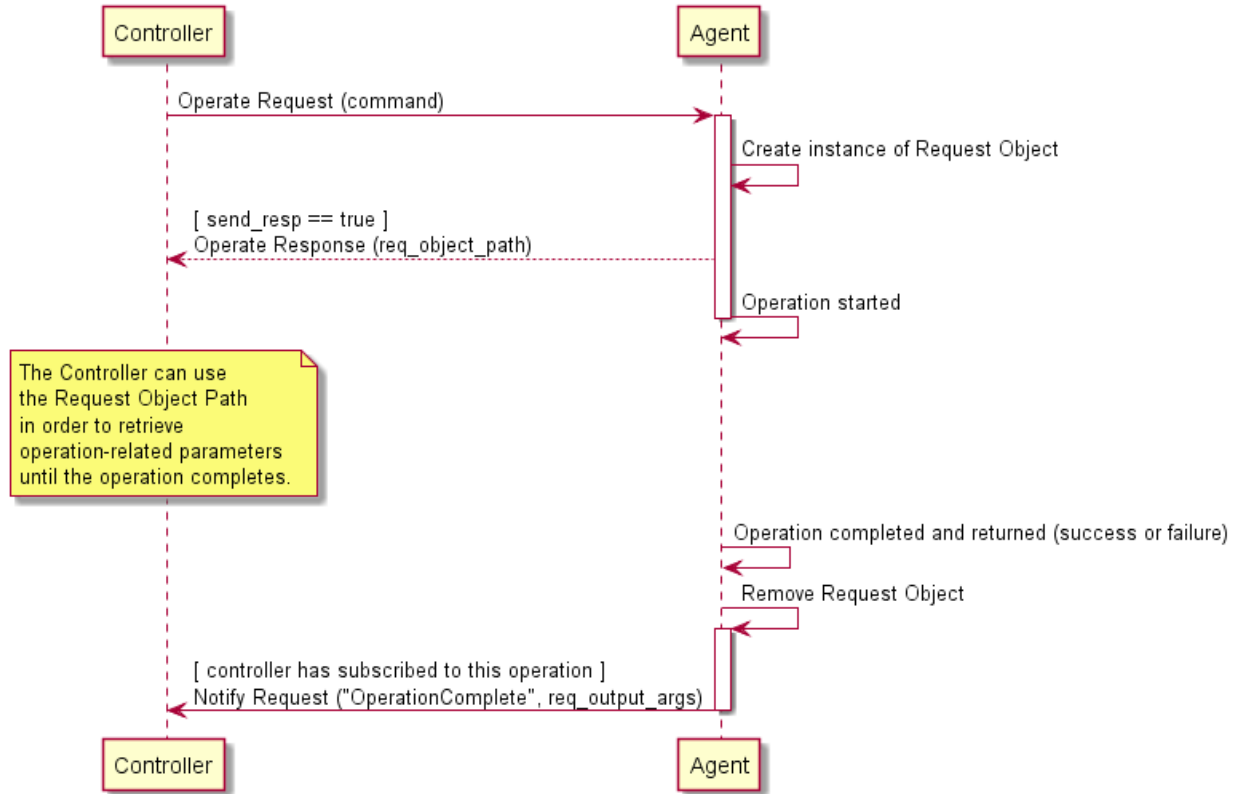 Controller
Agent
Operate Request (command)
Create instance of Request Object
[ send_resp == true ]
Operate Response (req_object_path)
Operation started
The Controller can use
the Request Object Path
in order to retrieve
operation-related parameters
until the operation completes.
Operation completed and returned (success or failure)
Remove Request Object
[ controller has subscribed to this operation ]
Notify Request ("OperationComplete", req_output_args)
Controller
Agent